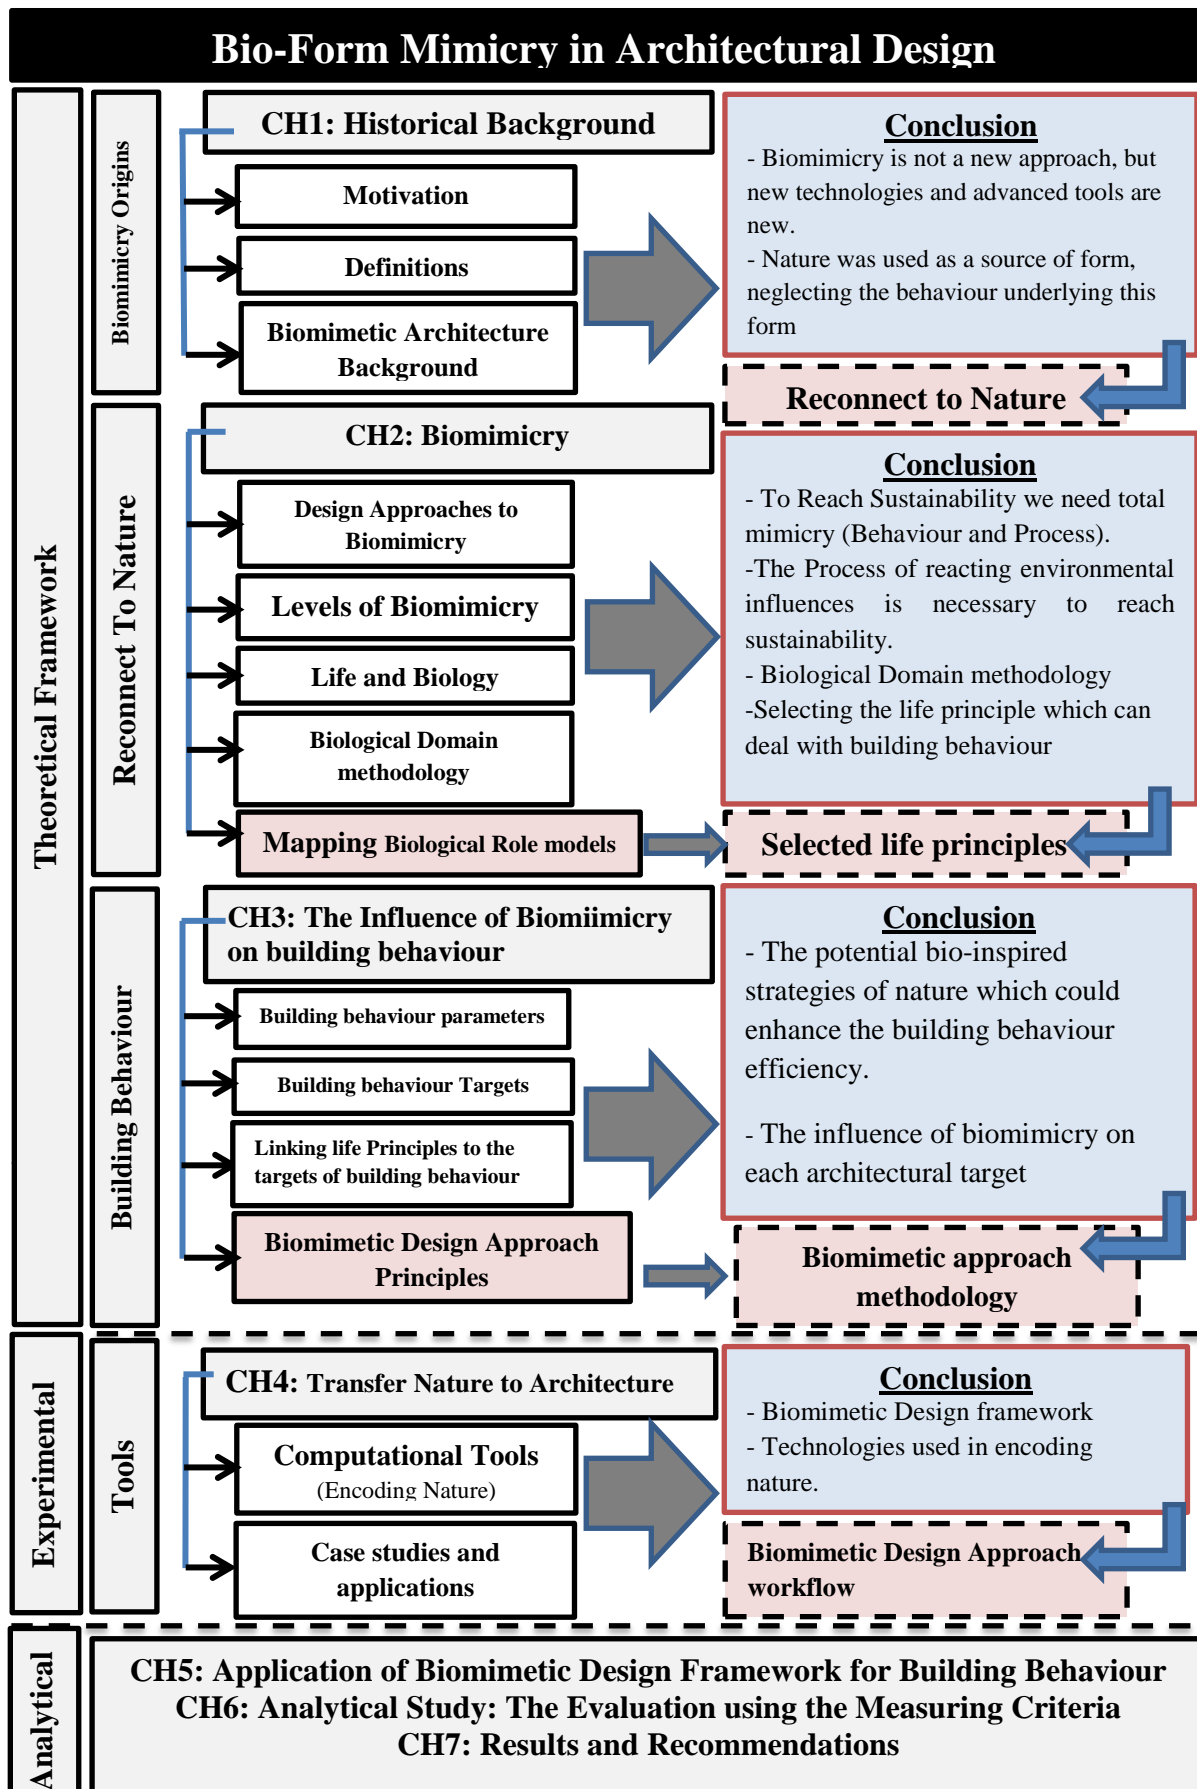 Bio-Form Mimicry in Architectural Design
Theoretical Framework
Biomimicry Origins
CH1: Historical Background
Motivation
Definitions
Biomimetic Architecture
Background
Conclusion
- Biomimicry is not a new approach, but
new technologies and advanced tools are
new.
- Nature was used as a source of form,
neglecting the behaviour underlying this
form
Reconnect to Nature
Reconnect To Nature
CH2: Biomimicry
Design Approaches to
Biomimicry
Levels of Biomimicry
Life and Biology
Biological Domain
methodology
Mapping Biological Role models
Conclusion
- To Reach Sustainability we need total
mimicry (Behaviour and Process).
-The Process of reacting environmental
influences is necessary to reach
sustainability.
- Biological Domain methodology
-Selecting the life principle which can
deal with building behaviour
Selected life principles
Building Behaviour
CH3: The Influence of Biomiimicry
on building behaviour
Building behaviour parameters
Building behaviour Targets
Linking life Principles to the
targets of building behaviour
Biomimetic Design Approach
Principles
Conclusion
- The potential bio-inspired
strategies of nature which could
enhance the building behaviour
efficiency.
- The influence of biomimicry on
each architectural target
Biomimetic approach
methodology
Experimental
Tools
CH4: Transfer Nature to Architecture
Computational Tools
(Encoding Nature)
Case studies and
applications
Conclusion
- Biomimetic Design framework
- Technologies used in encoding
nature.
Biomimetic Design Approach
workflow
Analytical
CH5: Application of Biomimetic Design Framework for Building Behaviour
CH6: Analytical Study: The Evaluation using the Measuring Criteria
CH7: Results and Recommendations